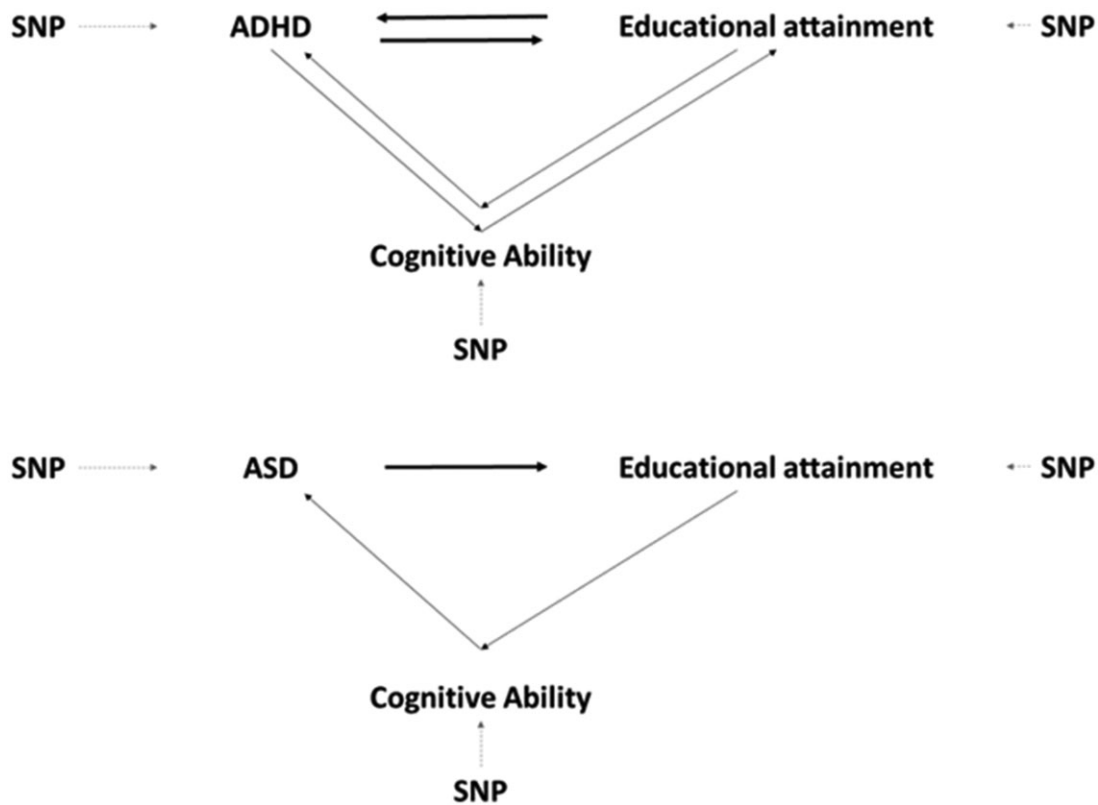 SNP ADHD Educational attainment SNP
Cognitive Ability
SNP
SNP ASD Educational attainment SNP
Cognitive Ability
SNP